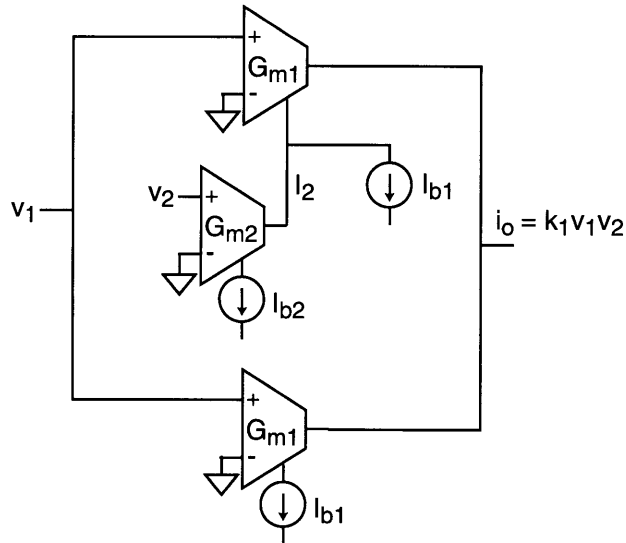 +
G_m1
-
I_2
I_b1
v_2
+
G_m2
-
v_1
i_o = k_1v_1v_2
I_b2
+
G_m1
-
I_b1